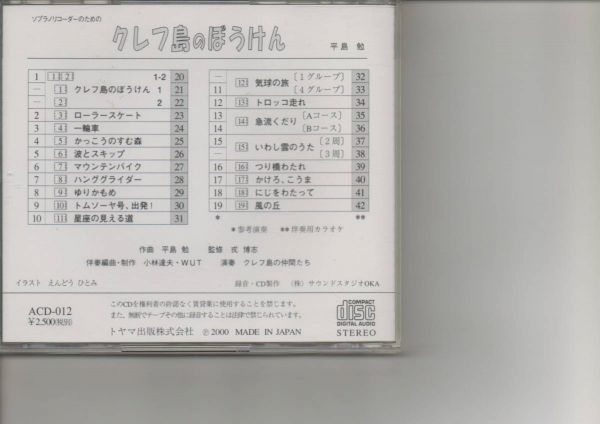 ソプラノリコーダーのための
クレフ島のぼうけん
平島 勉
1 1 2 1-2 20
― 1 クレフ島のぼうけん 1 21
― 2 2 22
2 3 ローラースケート 23
3 4 一輪車 24
4 5 かっこうのすむ森 25
5 6 波とスキップ 26
6 7 マウンテンバイク 27
7 8 ハンググライダー 28
8 9 ゆりかもめ 29
9 10 トムソーヤ号、出発! 30
10 11 星座の見える道 31
― 12 気球の旅 〔1グループ〕 32
11 〔4グループ〕 33
12 13 トロッコ走れ 34
13 14 急流くだり 〔Aコース〕 35
14 〔Bコース〕 36
15 15 いわし雲のうた 〔2周〕 37
― 〔3周〕 38
16 16 つり橋わたれ 39
17 17 かけろ、こうま 40
18 18 にじをわたって 41
19 19 風の丘 42
* **
*参考演奏 **伴奏用カラオケ
作曲 平島 勉 監修 戎 博志
伴奏編曲・制作 小林達夫・WUT 演奏 クレフ島の仲間たち
イラスト えんどう ひとみ 録音・CD製作 (株)サウンドスタジオOKA
ACD-012
¥2,500(税別)
このCDを権利者の許諾なく賃貸業に使用することを禁じます。
また、無断でテープその他に録音することは法律で禁じられています。
トヤマ出版株式会社 Ⓟ2000 MADE IN JAPAN
COMPACT
disc
DIGITAL AUDIO
STEREO